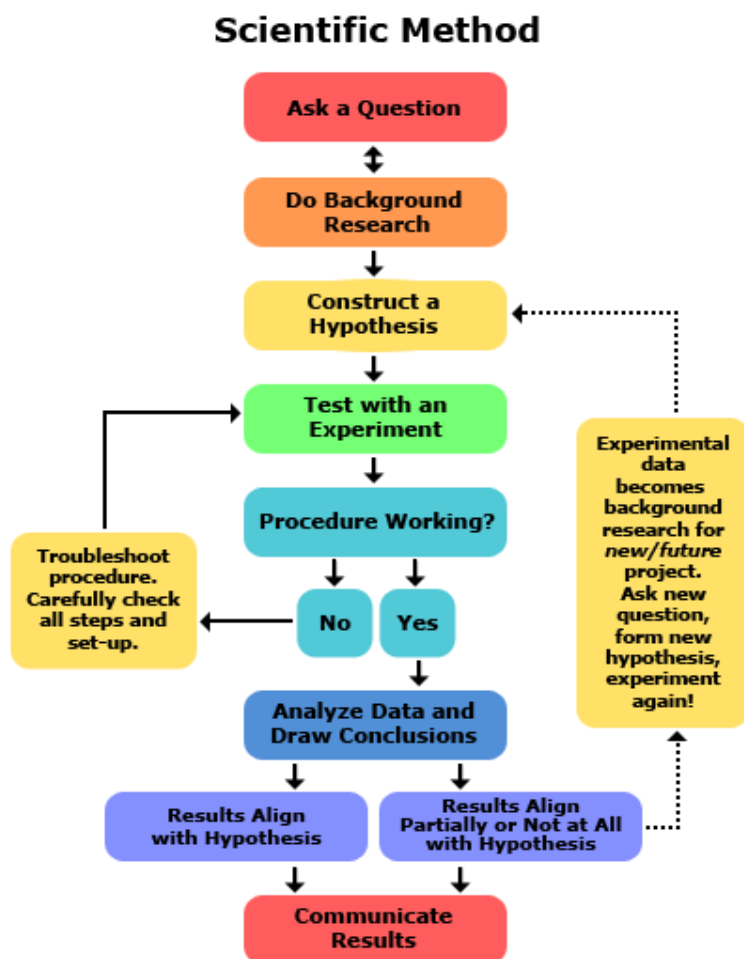 Scientific Method
Ask a Question
Do Background
Research
Construct a
Hypothesis
Test with an
Experiment
Procedure Working?
No
Yes
Troubleshoot
procedure.
Carefully check
all steps and
set-up.
Analyze Data and
Draw Conclusions
Results Align
with Hypothesis
Results Align
Partially or Not at All
with Hypothesis
Experimental
data
becomes
background
research for
new/future
project.
Ask new
question,
form new
hypothesis,
experiment
again!
Communicate
Results